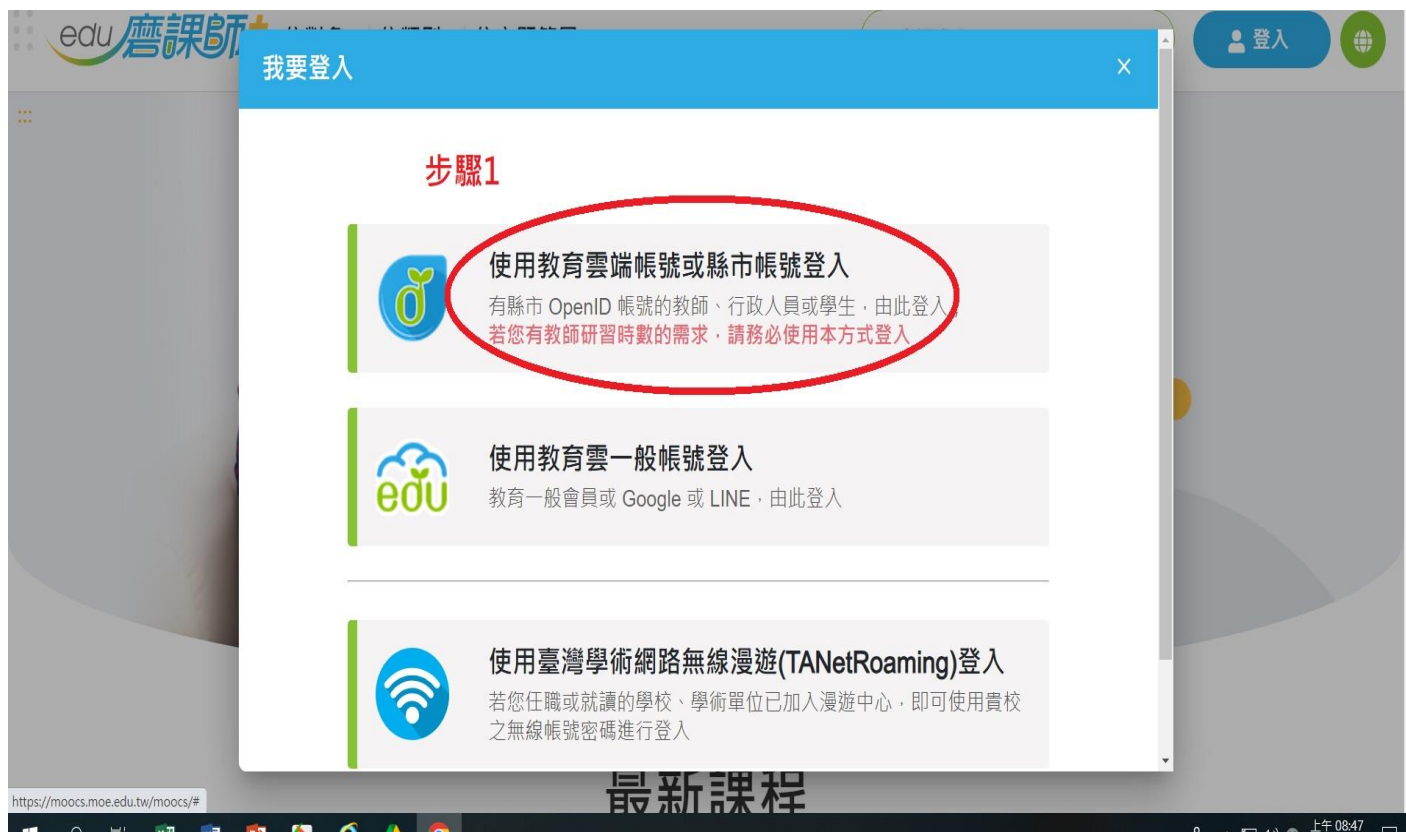 edu磨課師+
登入
我要登入
X
步驟1
使用教育雲端帳號或縣市帳號登入
有縣市 OpenID 帳號的教師、行政人員或學生，由此登入，
若您有教師研習時數的需求，請務必使用本方式登入
edu
使用教育雲一般帳號登入
教育一般會員或 Google 或 LINE，由此登入
使用臺灣學術網路無線漫遊(TANetRoaming)登入
若您任職或就讀的學校、學術單位已加入漫遊中心，即可使用貴校
之無線帳號密碼進行登入
最新課程
https://moocs.moe.edu.tw/moocs/#
上午 08:47